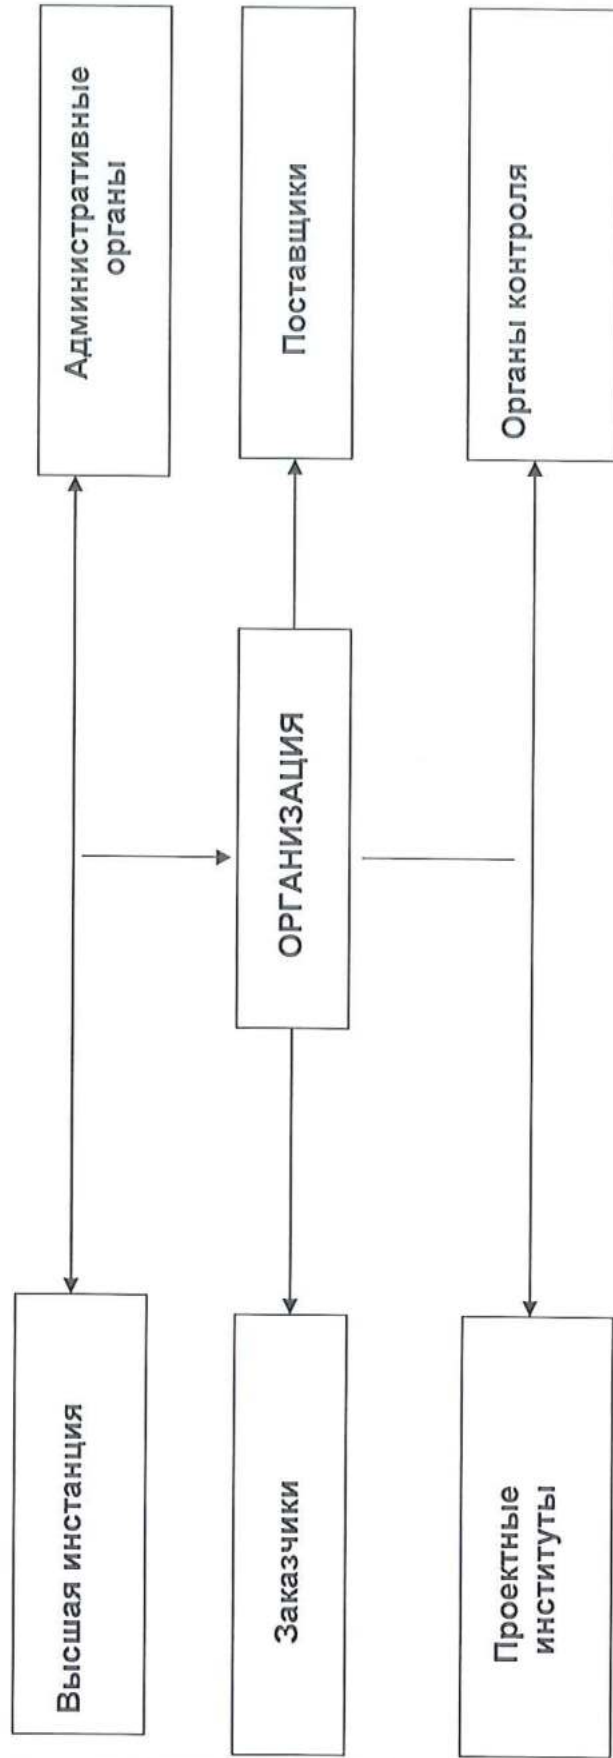 Высшая инстанция
Административные
органы
Заказчики
ОРГАНИЗАЦИЯ
Поставщики
Проектные
институты
Органы контроля